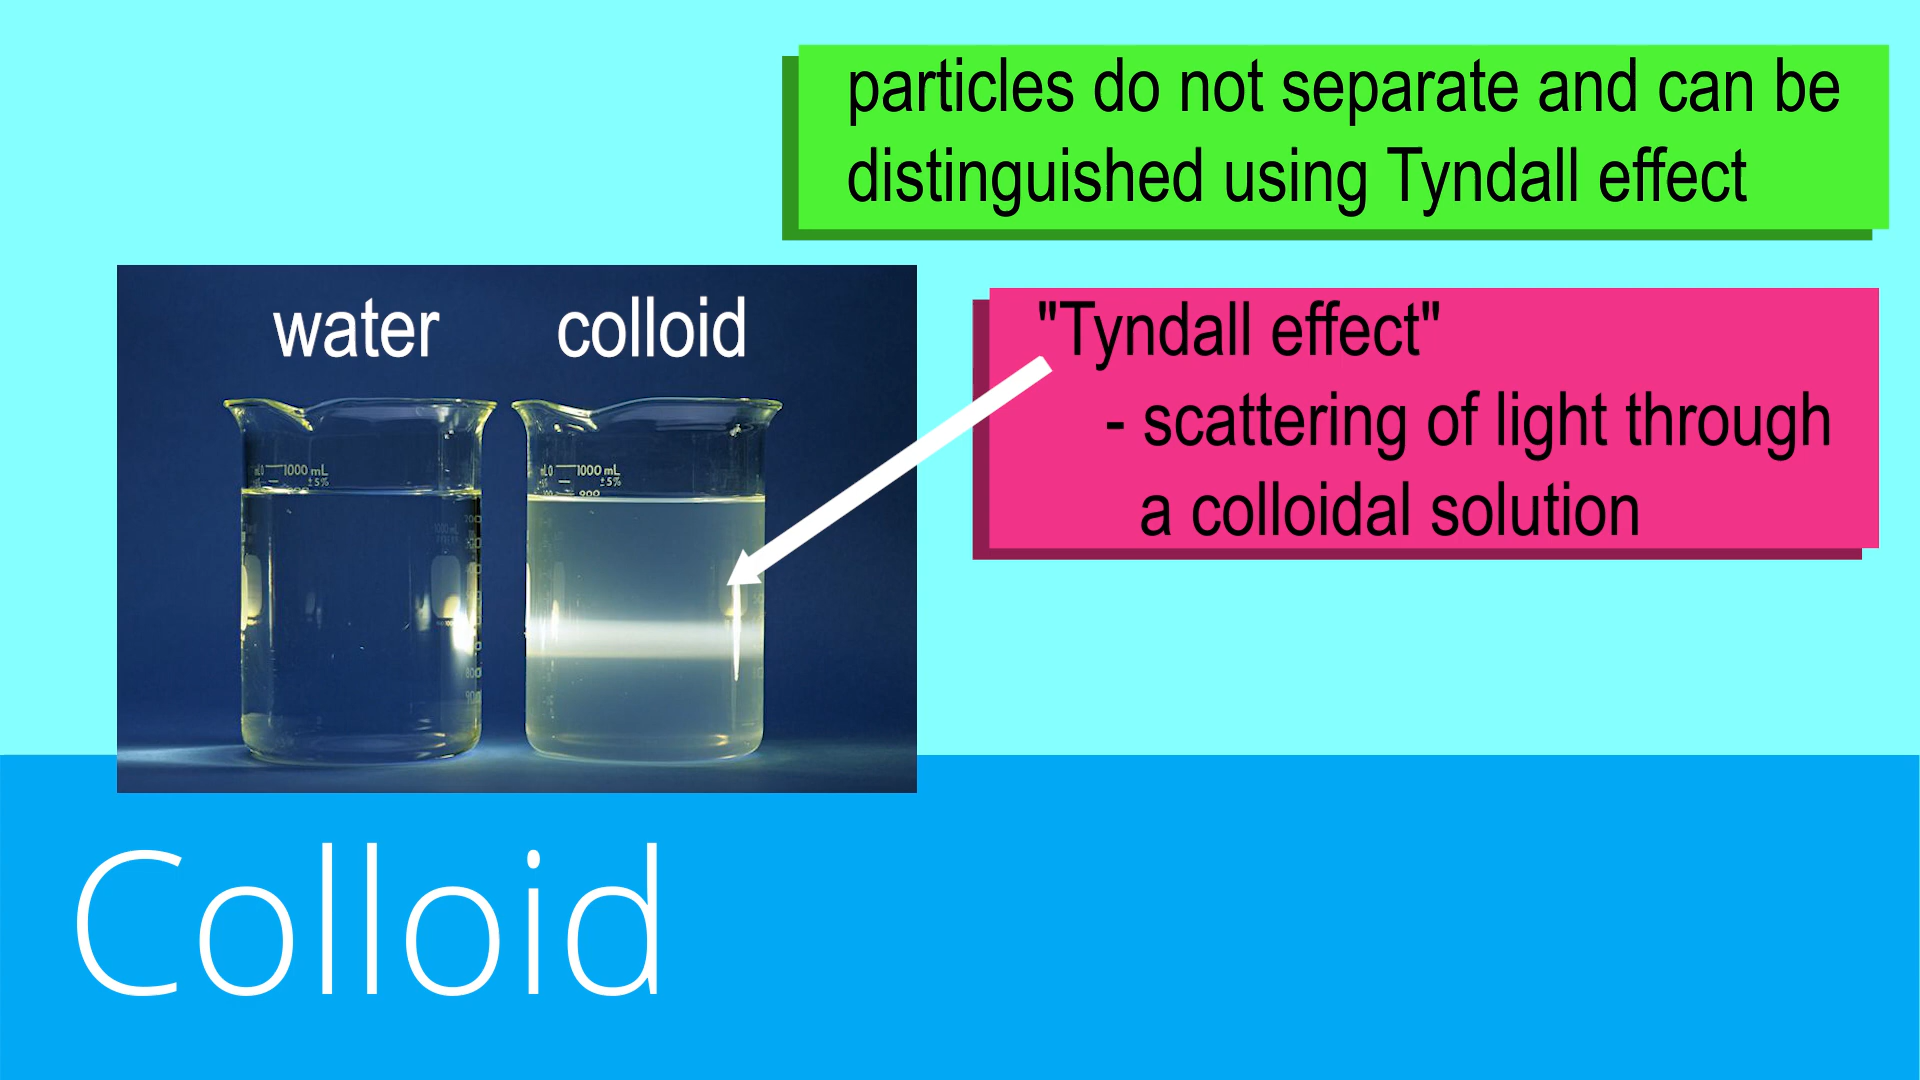 particles do not separate and can be
distinguished using Tyndall effect
water colloid
"Tyndall effect"
- scattering of light through
a colloidal solution
1000 mL
±5%
1000 mL
±5%
900
Colloid